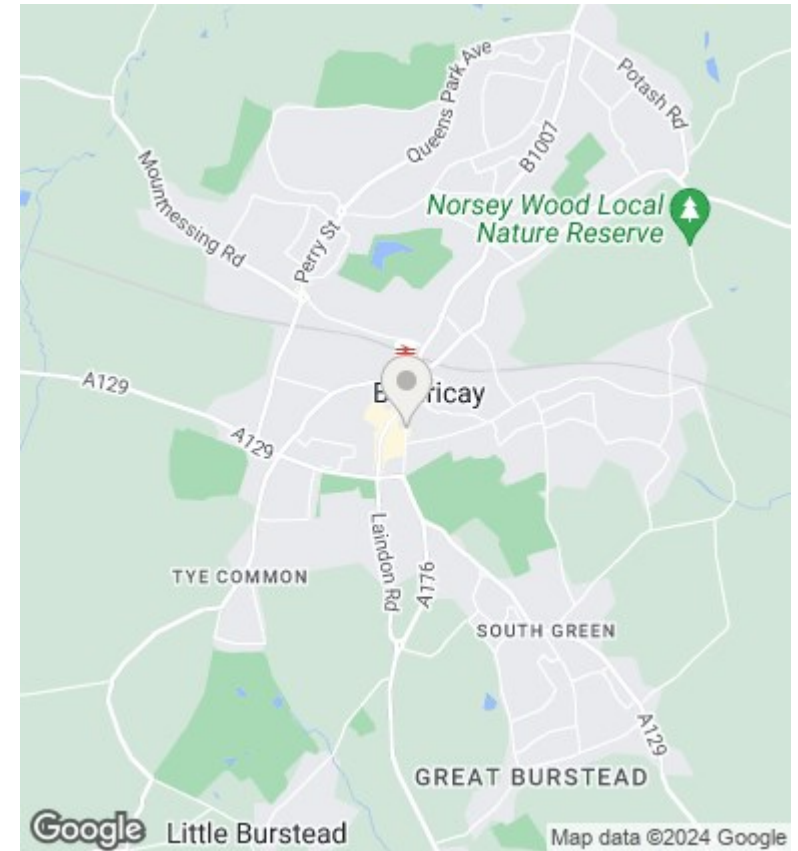 Queens Park Ave
Potash Rd
B1007
Mountnessing Rd
Norsey Wood Local
Nature Reserve
Perry St
A129
A129
Laindon Rd
A176
TYE COMMON
SOUTH GREEN
A129
GREAT BURSTEAD
Google
Little Burstead
Map data ©2024 Google